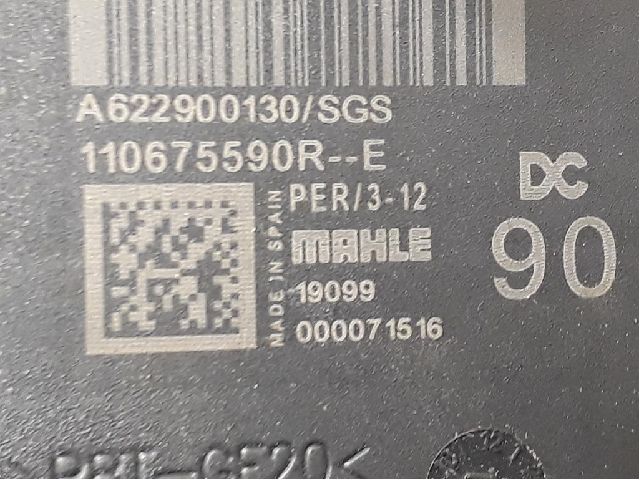 A622900130/SGS
110675590R--E
DC
PER/3-12
MADE IN SPAIN
MAHLE
90
19099
000071516